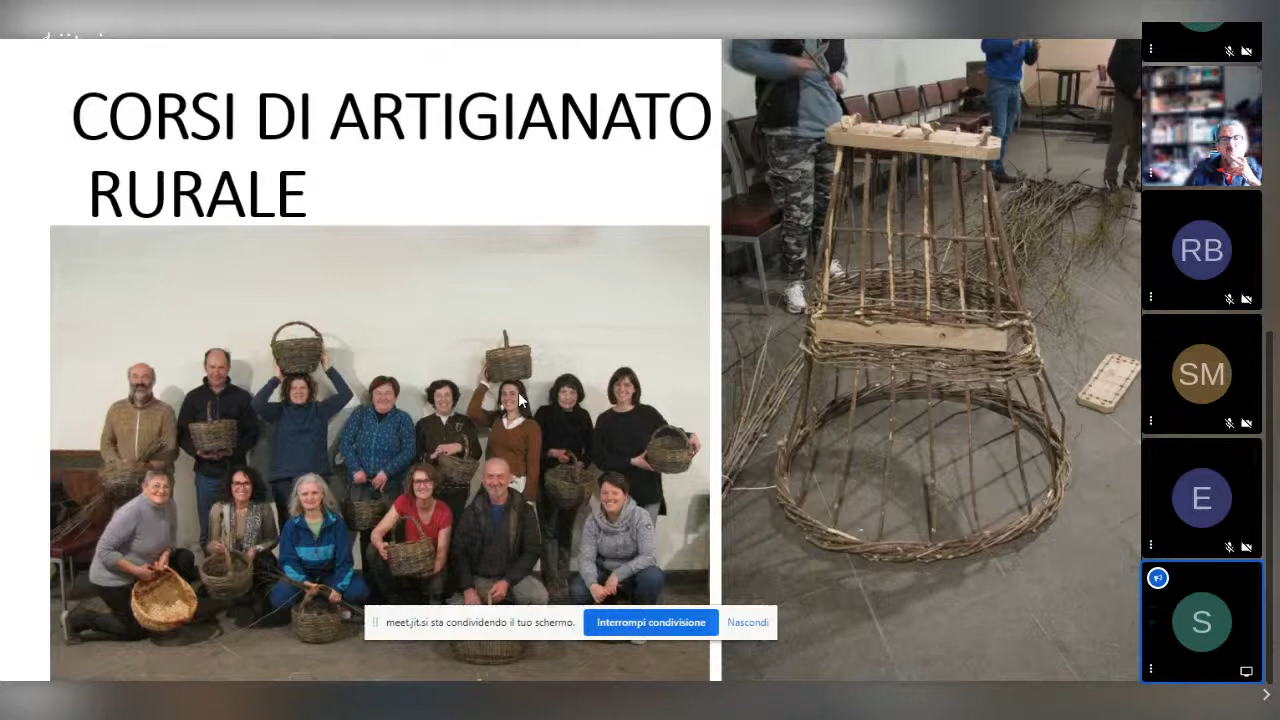 CORSI DI ARTIGIANATO
RURALE
RB
SM
E
S
meet.jit.si sta condividendo il tuo schermo.
Interrompi condivisione
Nascondi